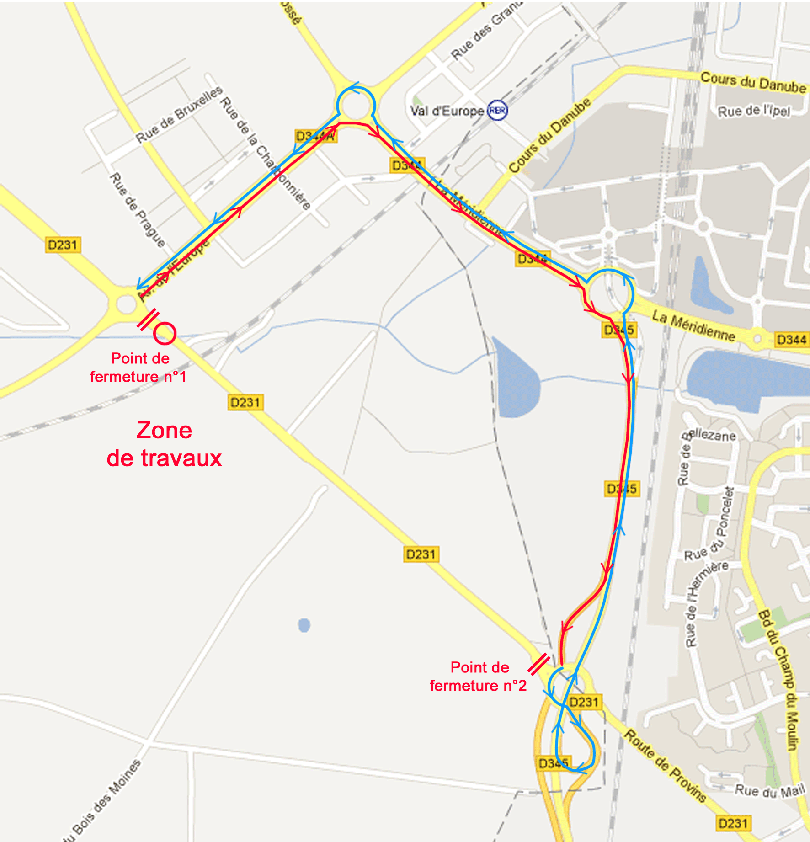 Rue des Grand
Cours du Danube
Val d'Europe
RER
Rue de l'Ipel
Rue de Bruxelles
Rue de la Charbonnière
D344A
Cours du Danube
D344
Rue de Prague
La Méridienne
Av. de l'Europe
D231
D344
D345
La Méridienne
D344
Point de
fermeture n°1
D231
Zone
de travaux
Rue de Bellezane
D345
Rue du Poncelet
D231
Rue de l'Hermière
Bd du Champ du Moulin
Point de
fermeture n°2
D231
Route de Provins
D345
Rue du Mail
du Bois des Moines
D231